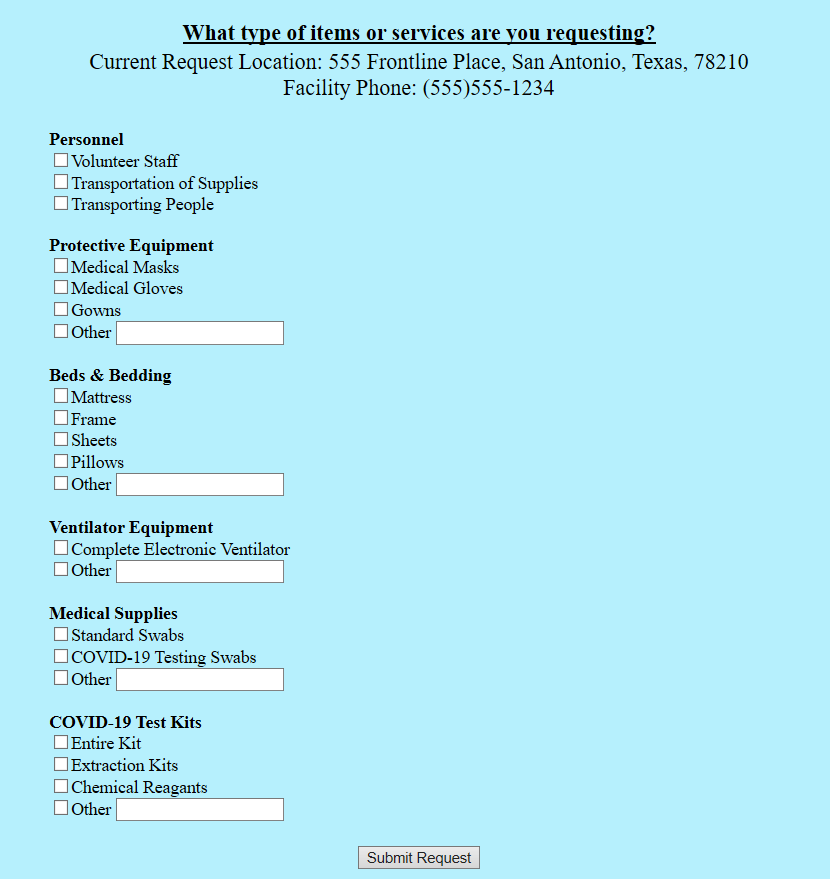 What type of items or services are you requesting?
Current Request Location: 555 Frontline Place, San Antonio, Texas, 78210
Facility Phone: (555)555-1234
Personnel
Volunteer Staff
Transportation of Supplies
Transporting People
Protective Equipment
Medical Masks
Medical Gloves
Gowns
Other
Beds & Bedding
Mattress
Frame
Sheets
Pillows
Other
Ventilator Equipment
Complete Electronic Ventilator
Other
Medical Supplies
Standard Swabs
COVID-19 Testing Swabs
Other
COVID-19 Test Kits
Entire Kit
Extraction Kits
Chemical Reagants
Other
Submit Request